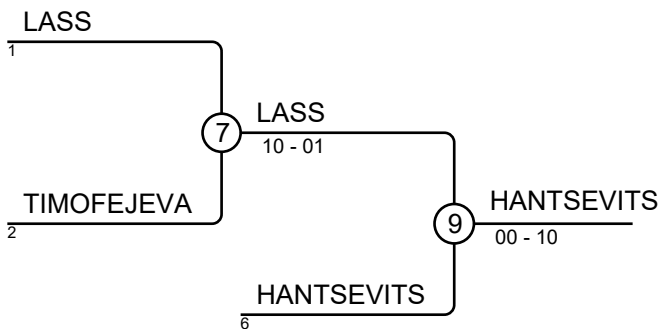 LASS
1
7
LASS
10 - 01
TIMOFEJEVA
2
9
HANTSEVITS
00 - 10
HANTSEVITS
6